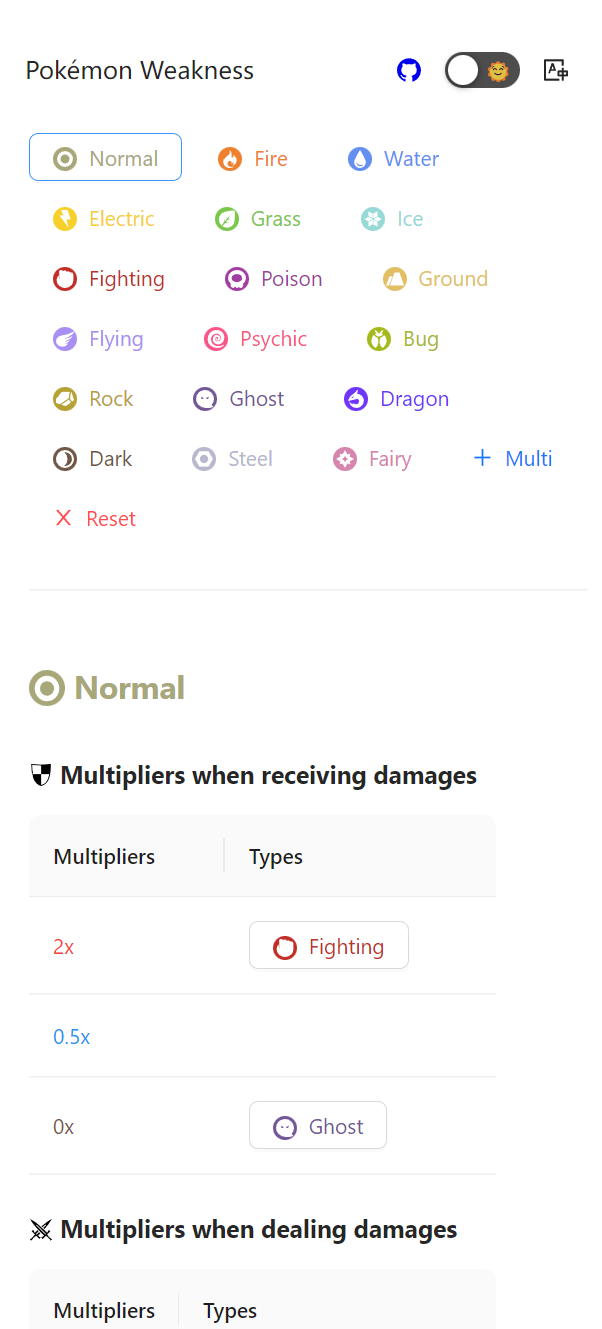 Pokémon Weakness
Normal Fire Water
Electric Grass Ice
Fighting Poison Ground
Flying Psychic Bug
Rock Ghost Dragon
Dark Steel Fairy Multi
Reset
Normal
Multipliers when receiving damages
Multipliers Types
2x Fighting
0.5x
0x Ghost
Multipliers when dealing damages
Multipliers Types